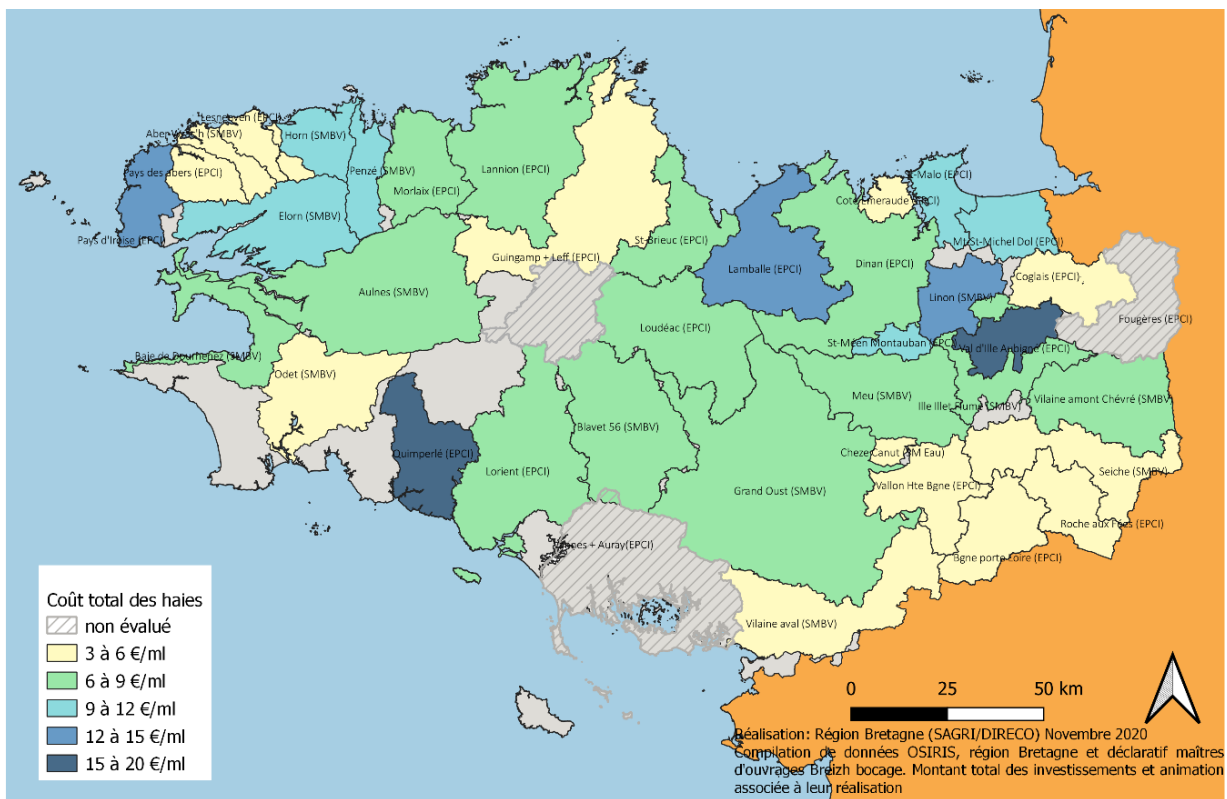 Lesneven (EPCI)
Aber Wrac'h (SMBV)
Horn (SMBV)
Pays des abers (EPCI)
Penzé (SMBV)
Morlaix (EPCI)
Lannion (EPCI)
St-Malo (EPCI)
Coté Emeraude (EPCI)
Elorn (SMBV)
Pays d'Iroise (EPCI)
St-Brieuc (EPCI)
Mt St-Michel Dol (EPCI)
Guingamp + Leff (EPCI)
Lamballe (EPCI)
Dinan (EPCI)
Coglais (EPCI)
Aulnes (SMBV)
Linon (SMBV)
Fougères (EPCI)
Loudéac (EPCI)
St-Méen Montauban (EPCI)
Val d'Ille Aubigné (EPCI)
Baie de Dournenez (SMBV)
Odet (SMBV)
Meu (SMBV)
Ille Illet Flume (SMBV)
Vilaine amont Chévré (SMBV)
Blavet 56 (SMBV)
Quimperlé (EPCI)
Cheze Canut (SM Eau)
Lorient (EPCI)
Seiche (SMBV)
Vallon Hte Bgne (EPCI)
Grand Oust (SMBV)
Roche aux Fées (EPCI)
Vannes + Auray(EPCI)
Bgne porte Loire (EPCI)
Vilaine aval (SMBV)
Coût total des haies
non évalué
3 à 6 €/ml
6 à 9 €/ml
9 à 12 €/ml
12 à 15 €/ml
15 à 20 €/ml
0 25 50 km
Réalisation: Région Bretagne (SAGRI/DIRECO) Novembre 2020
Compilation de données OSIRIS, région Bretagne et déclaratif maîtres
d'ouvrages Breizh bocage. Montant total des investissements et animation
associée à leur réalisation